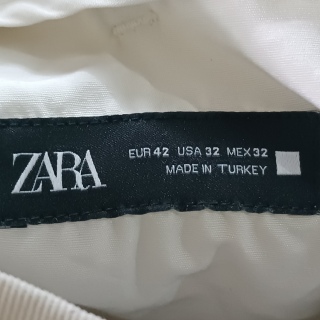 ZARA
EUR 42 USA 32 MEX 32
MADE IN TURKEY